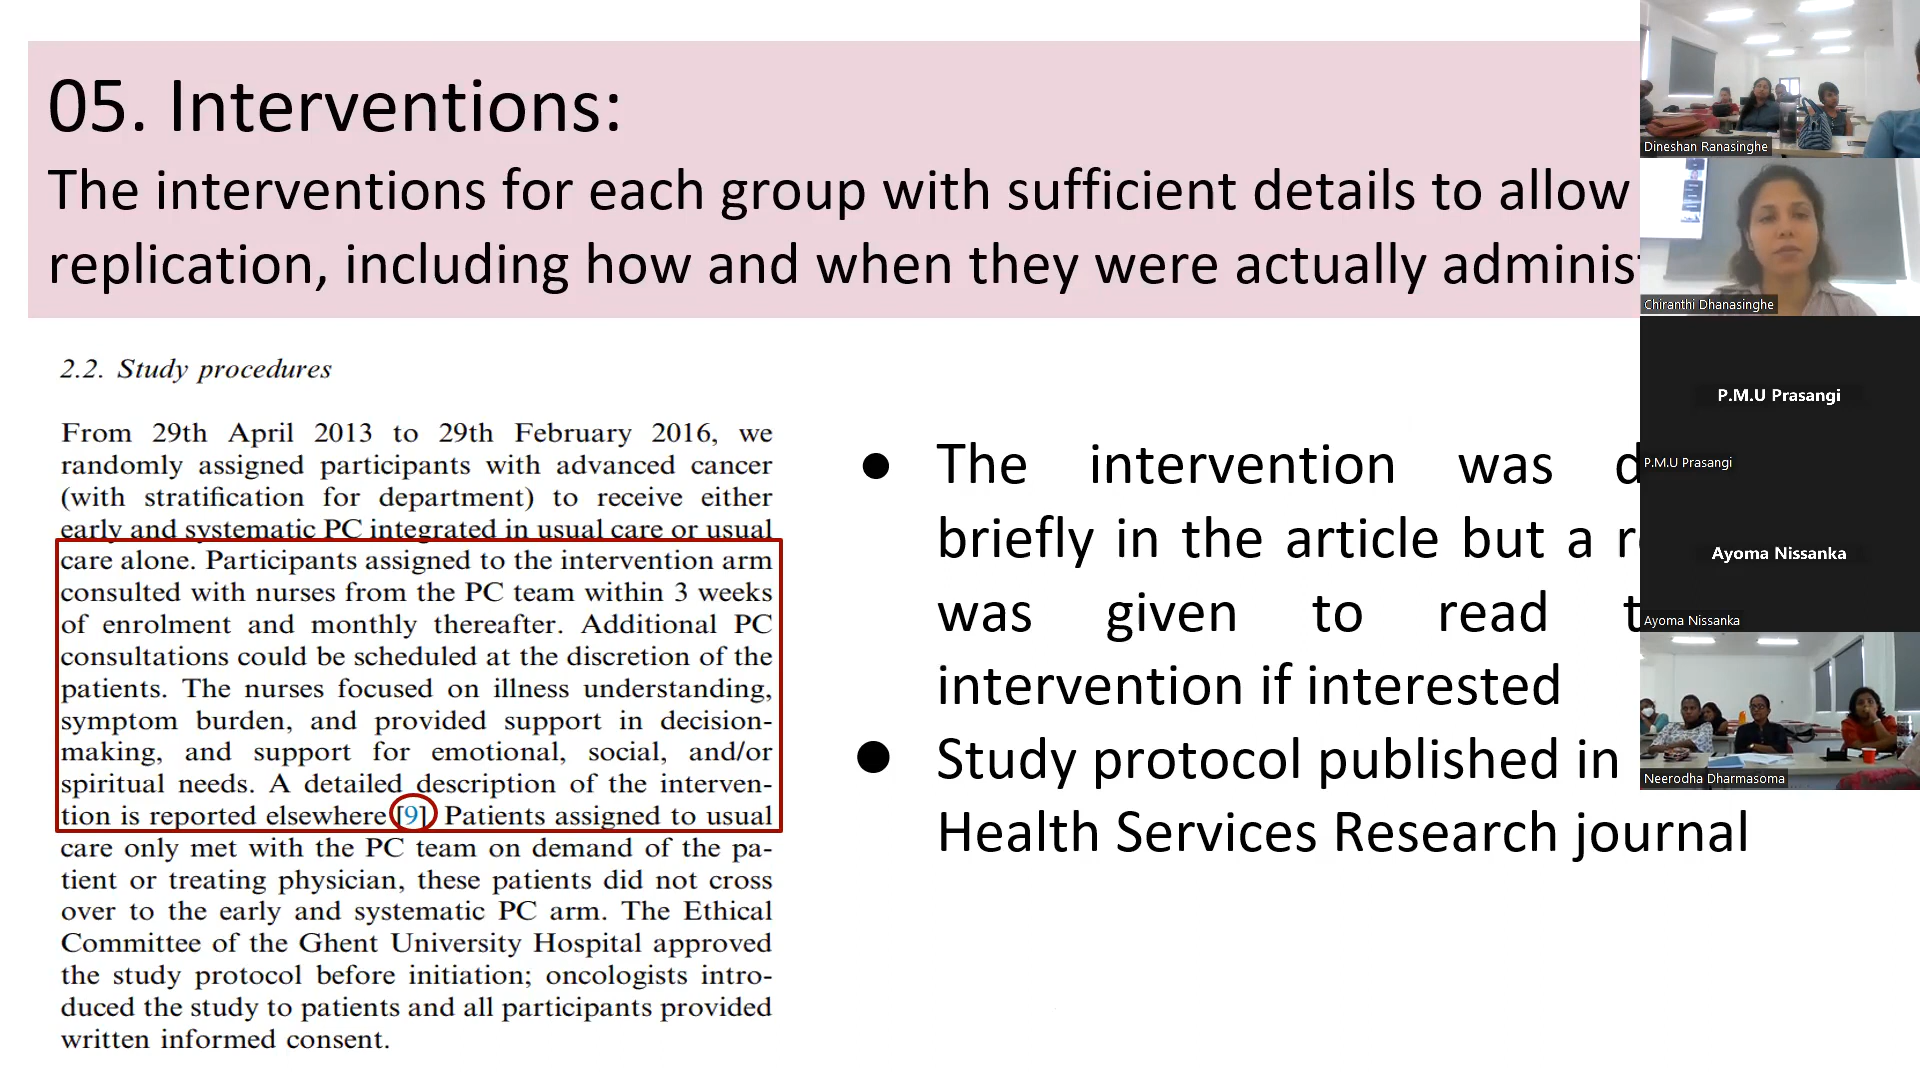 05. Interventions:
The interventions for each group with sufficient details to allow
replication, including how and when they were actually
2.2. Study procedures
From 29th April 2013 to 29th February 2016, we
randomly assigned participants with advanced cancer
(with stratification for department) to receive either
early and systematic PC integrated in usual care or usual
care alone. Participants assigned to the intervention arm
consulted with nurses from the PC team within 3 weeks
of enrolment and monthly thereafter. Additional PC
consultations could be scheduled at the discretion of the
patients. The nurses focused on illness understanding,
symptom burden, and provided support in decision-
making, and support for emotional, social, and/or
spiritual needs. A detailed description of the interven-
tion is reported elsewhere [9]. Patients assigned to usual
care only met with the PC team on demand of the pa-
tient or treating physician, these patients did not cross
over to the early and systematic PC arm. The Ethical
Committee of the Ghent University Hospital approved
the study protocol before initiation; oncologists intro-
duced the study to patients and all participants provided
written informed consent.
● The intervention was
briefly in the article but a
was given to read
intervention if interested
● Study protocol published in
Health Services Research journal
Dineshan Ranasinghe
Chiranthi Dhanasinghe
P.M.U Prasangi
P.M.U Prasangi
Ayoma Nissanka
Ayoma Nissanka
Neerodha Dharmasoma